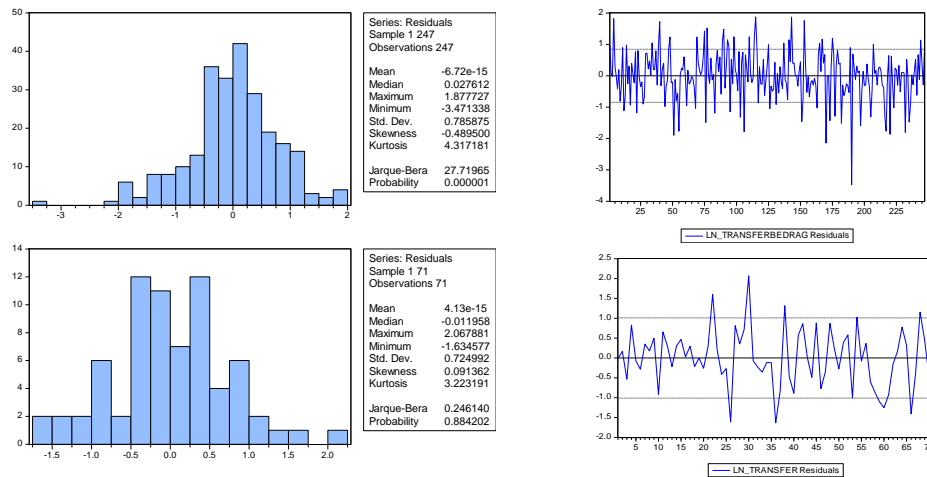 50
40
30
20
10
0
-3 -2 -1 0 1 2
Series: Residuals
Sample 1 247
Observations 247
Mean -6.72e-15
Median 0.027612
Maximum 1.877727
Minimum -3.471338
Std. Dev. 0.785875
Skewness -0.489500
Kurtosis 4.317181
Jarque-Bera 27.71965
Probability 0.000001
2
1
0
-1
-2
-3
-4
25 50 75 100 125 150 175 200 225
LN_TRANSFERBEDRAG Residuals
14
12
10
8
6
4
2
0
-1.5 -1.0 -0.5 0.0 0.5 1.0 1.5 2.0
Series: Residuals
Sample 1 71
Observations 71
Mean 4.13e-15
Median -0.011958
Maximum 2.067881
Minimum -1.634577
Std. Dev. 0.724992
Skewness 0.091362
Kurtosis 3.223191
Jarque-Bera 0.246140
Probability 0.884202
2.5
2.0
1.5
1.0
0.5
0.0
-0.5
-1.0
-1.5
-2.0
5 10 15 20 25 30 35 40 45 50 55 60 65 70
LN_TRANSFER Residuals